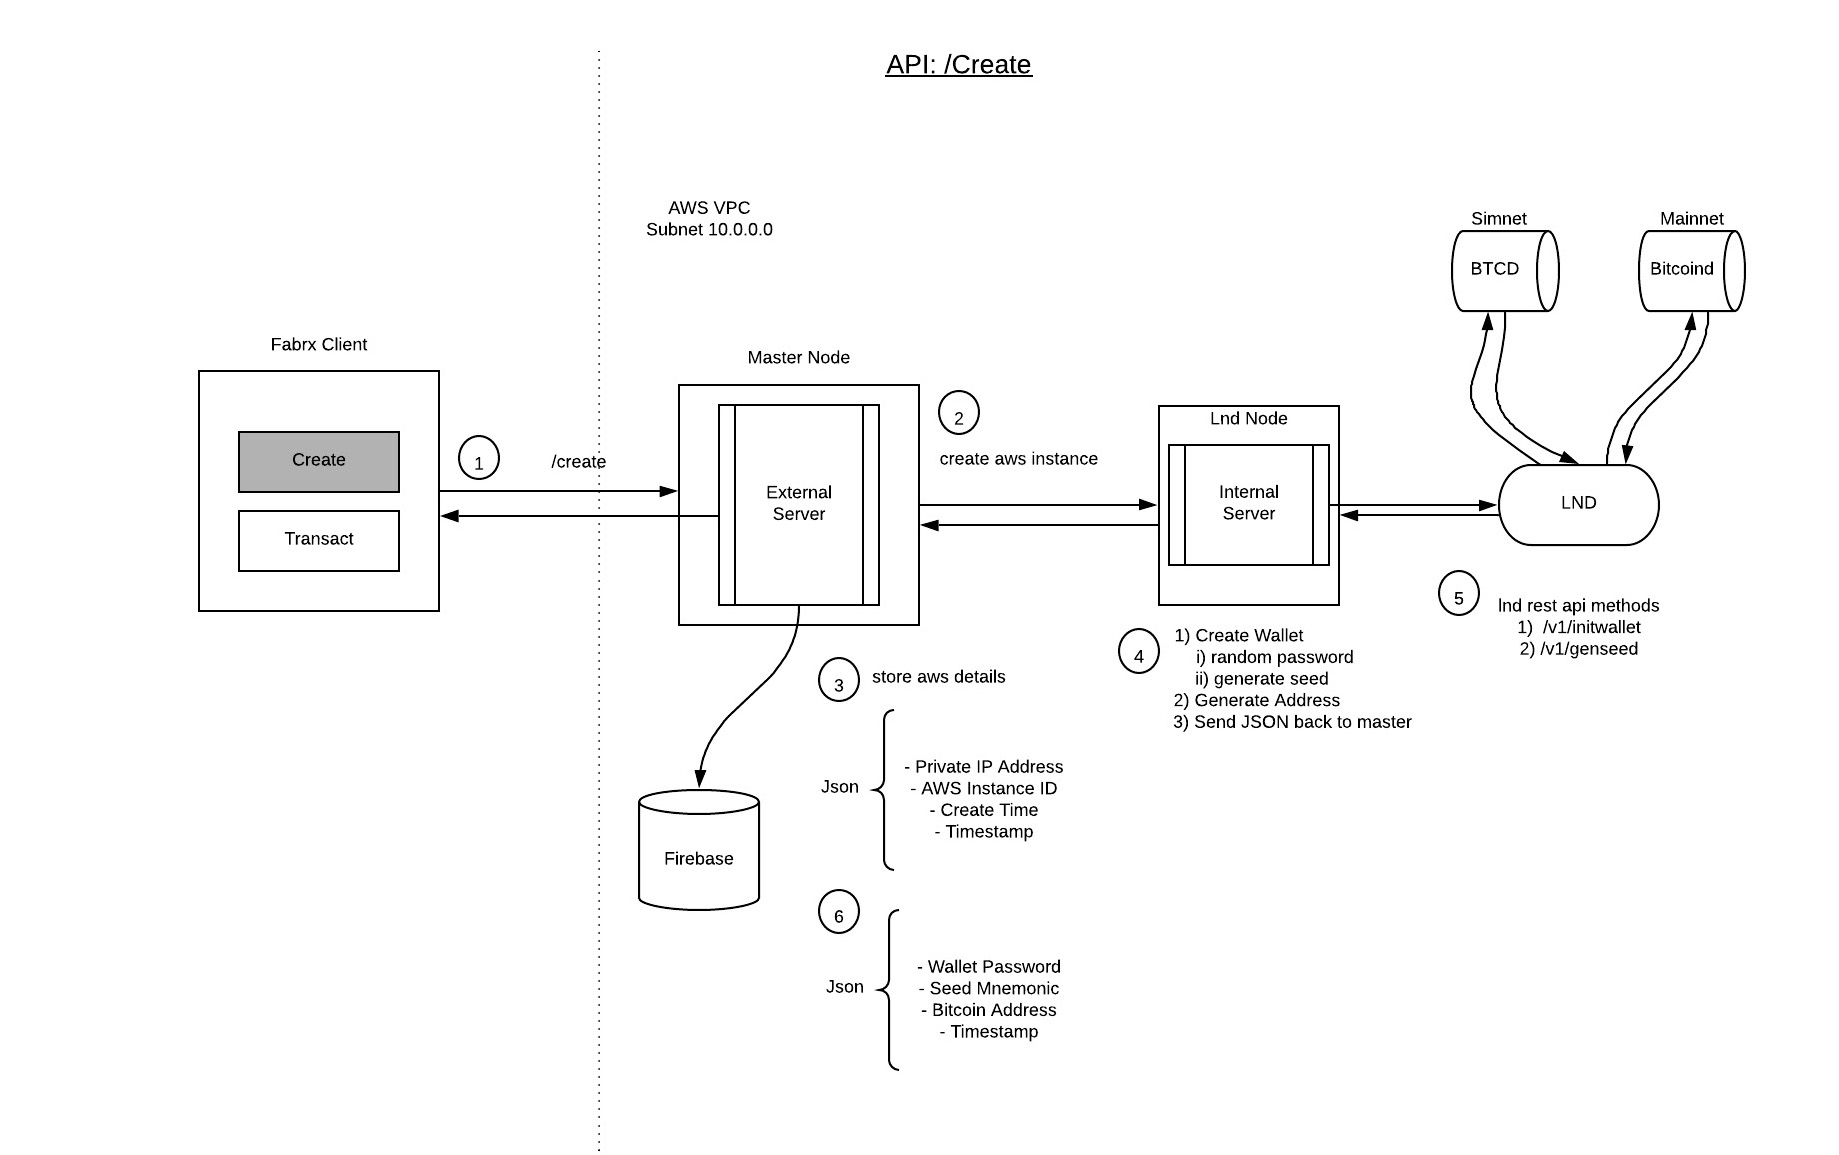 API: /Create
AWS VPC
Subnet 10.0.0.0
Simnet
Mainnet
BTCD
Bitcoind
Fabrx Client
Create
Transact
1
/create
Master Node
External
Server
2
create aws instance
Lnd Node
Internal
Server
LND
5
lnd rest api methods
1) /v1/initwallet
2) /v1/genseed
4
1) Create Wallet
i) random password
ii) generate seed
2) Generate Address
3) Send JSON back to master
3
store aws details
Json
- Private IP Address
- AWS Instance ID
- Create Time
- Timestamp
Firebase
6
Json
- Wallet Password
- Seed Mnemonic
- Bitcoin Address
- Timestamp